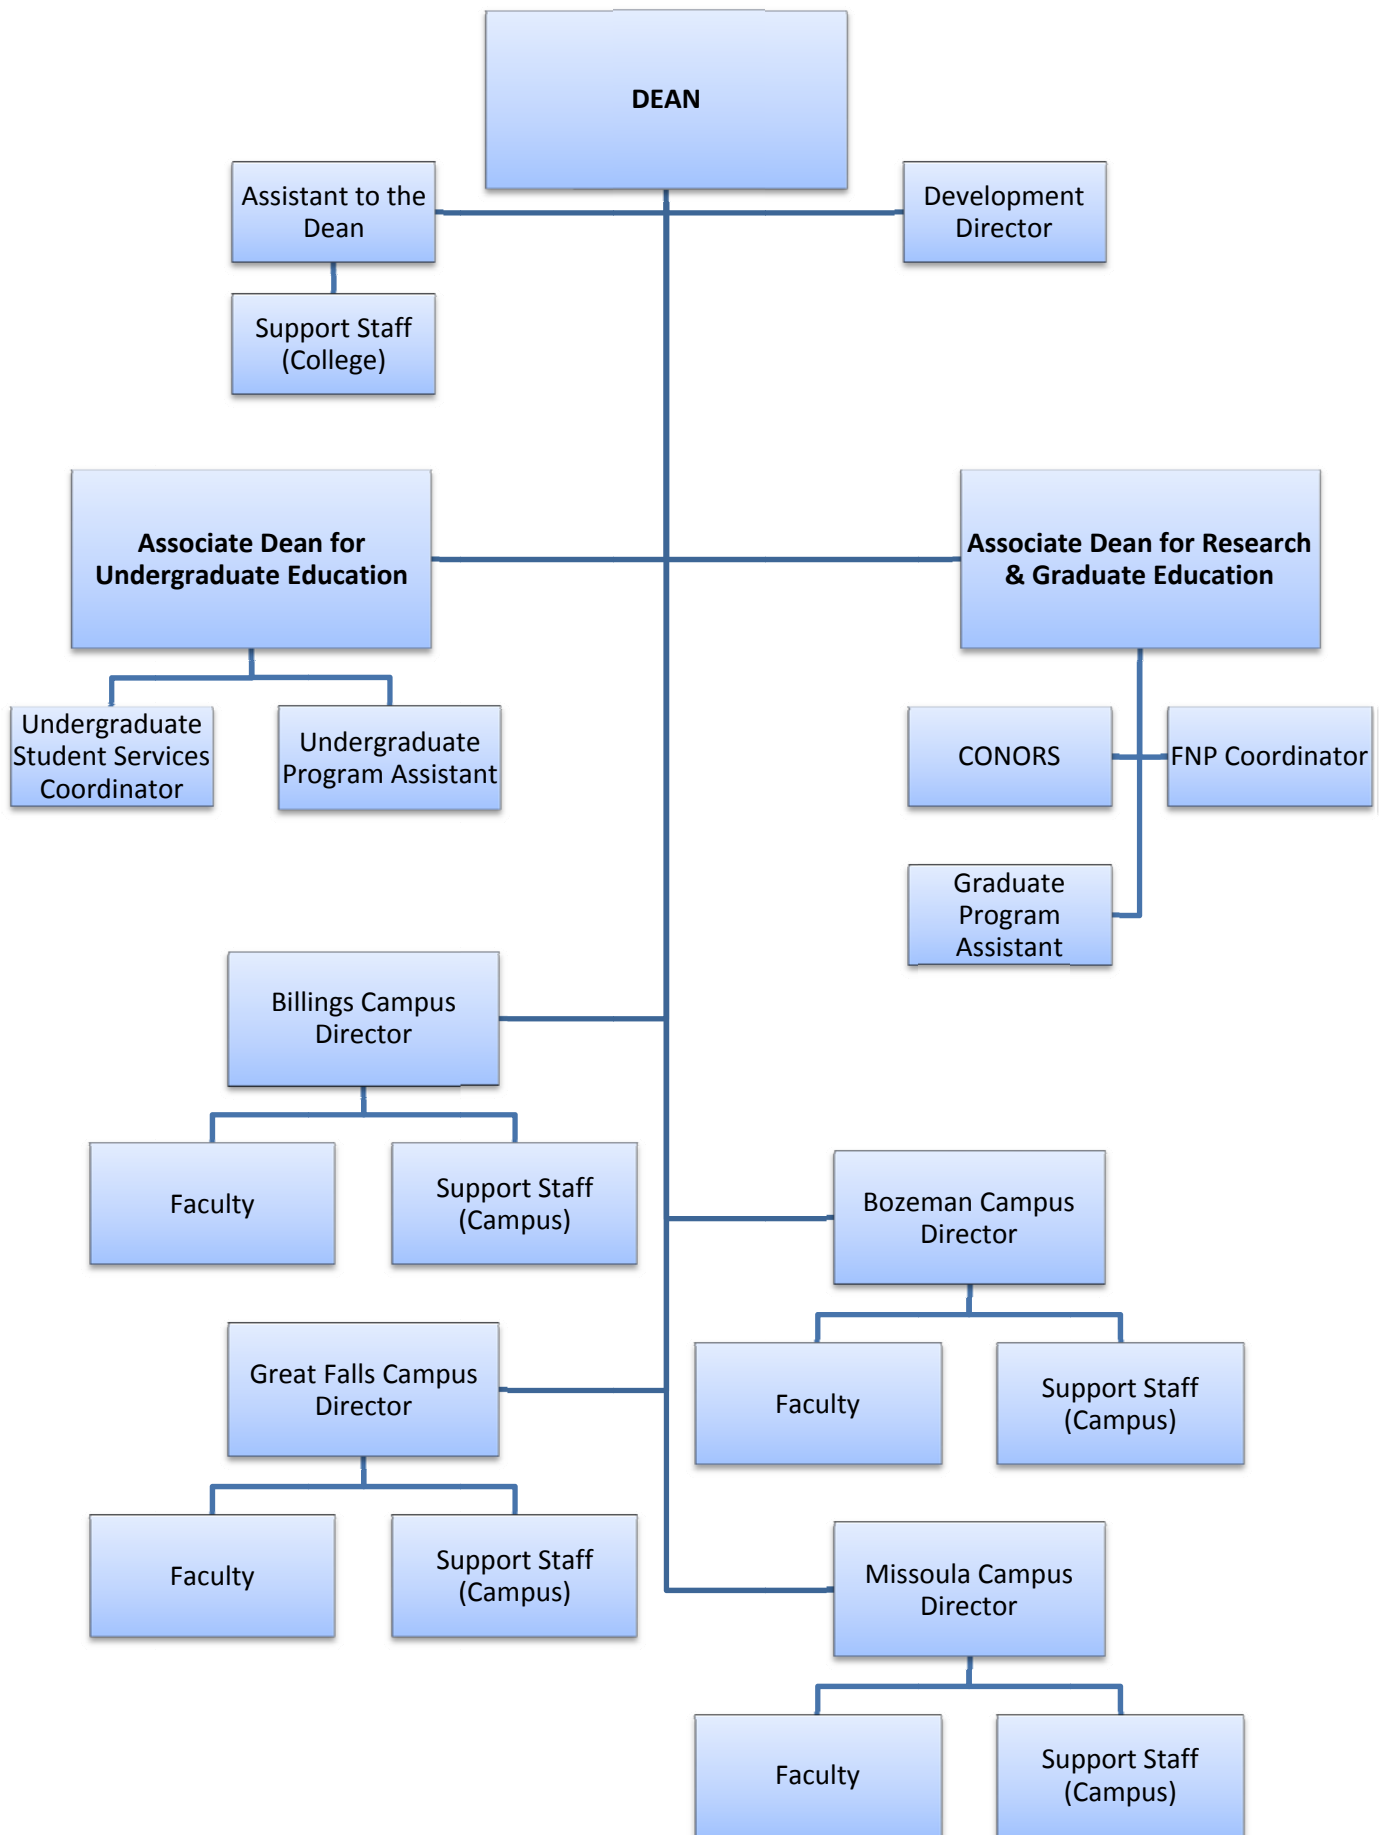 DEAN
Assistant to the
Dean
Development
Director
Support Staff
(College)
Associate Dean for
Undergraduate Education
Associate Dean for Research
& Graduate Education
Undergraduate
Student Services
Coordinator
Undergraduate
Program Assistant
CONORS
FNP Coordinator
Graduate
Program
Assistant
Billings Campus
Director
Faculty
Support Staff
(Campus)
Bozeman Campus
Director
Faculty
Support Staff
(Campus)
Great Falls Campus
Director
Faculty
Support Staff
(Campus)
Missoula Campus
Director
Faculty
Support Staff
(Campus)